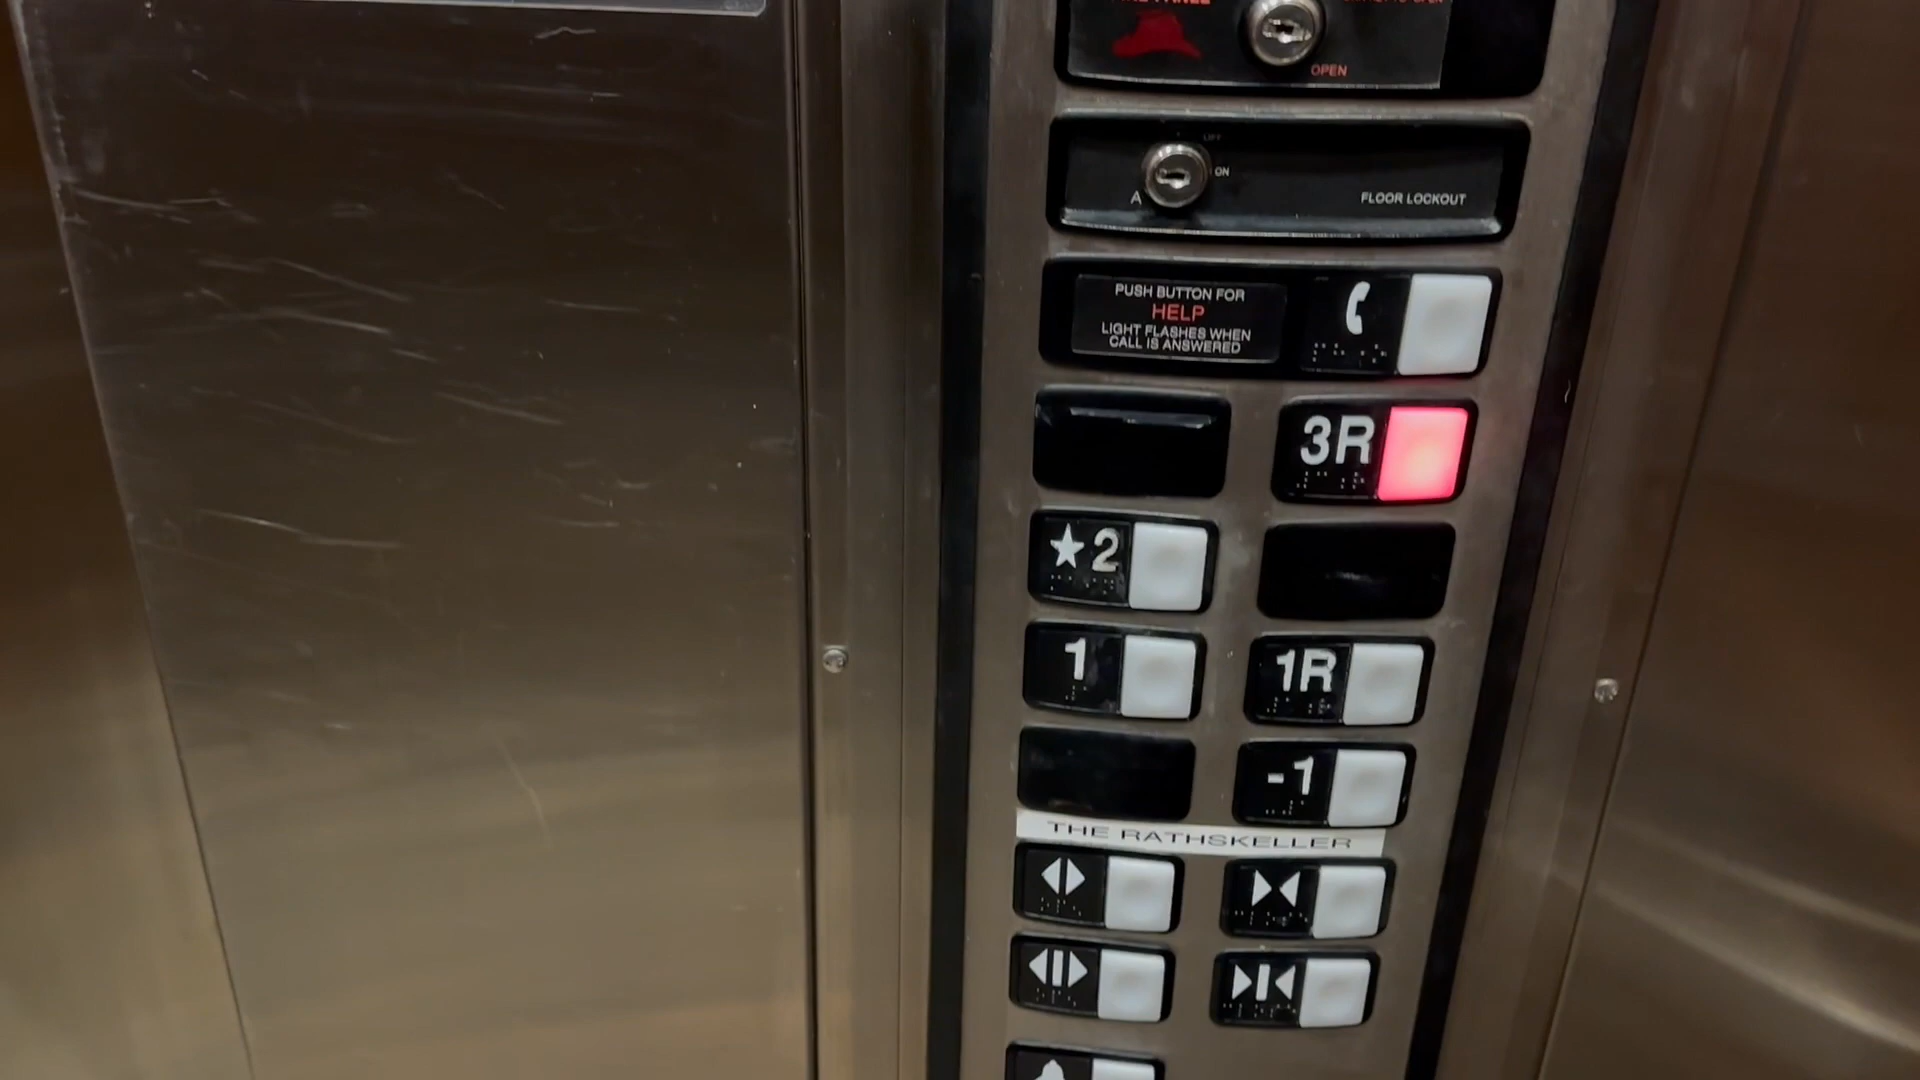 OPEN
ON
A
FLOOR LOCKOUT
PUSH BUTTON FOR
HELP
LIGHT FLASHES WHEN
CALL IS ANSWERED
3R
★2
1
1R
-1
THE RATHSKELLER